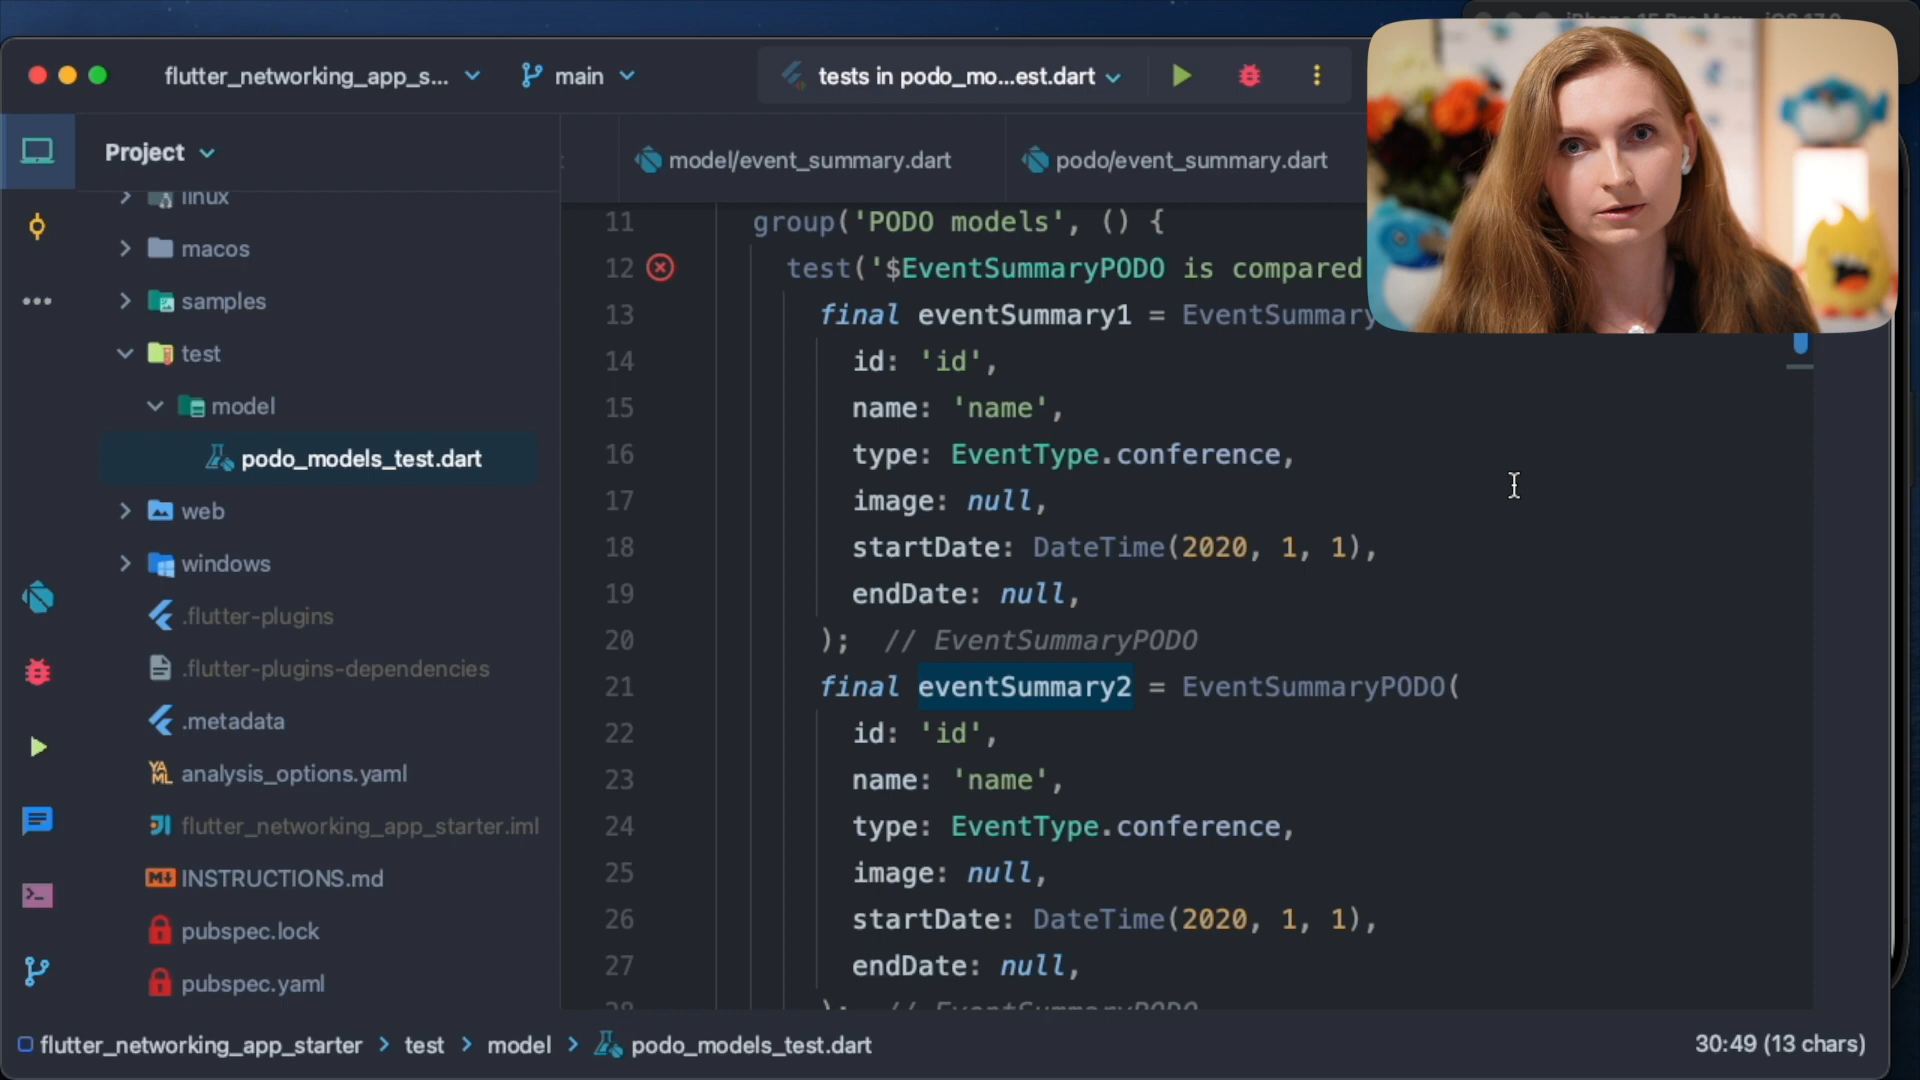 flutter_networking_app_s...
main
tests in podo_mo...est.dart
Project
linux
macos
samples
test
model
podo_models_test.dart
web
windows
.flutter-plugins
.flutter-plugins-dependencies
.metadata
analysis_options.yaml
flutter_networking_app_starter.iml
INSTRUCTIONS.md
pubspec.lock
pubspec.yaml
model/event_summary.dart
podo/event_summary.dart
11 group('PODO models', () {
12 test('$EventSummaryPODO is compared
13 final eventSummary1 = EventSummary
14 id: 'id',
15 name: 'name',
16 type: EventType.conference,
17 image: null,
18 startDate: DateTime(2020, 1, 1),
19 endDate: null,
20 ); // EventSummaryPODO
21 final eventSummary2 = EventSummaryPODO(
22 id: 'id',
23 name: 'name',
24 type: EventType.conference,
25 image: null,
26 startDate: DateTime(2020, 1, 1),
27 endDate: null,
28 ); // EventSummaryPODO
flutter_networking_app_starter > test > model > podo_models_test.dart
30:49 (13 chars)